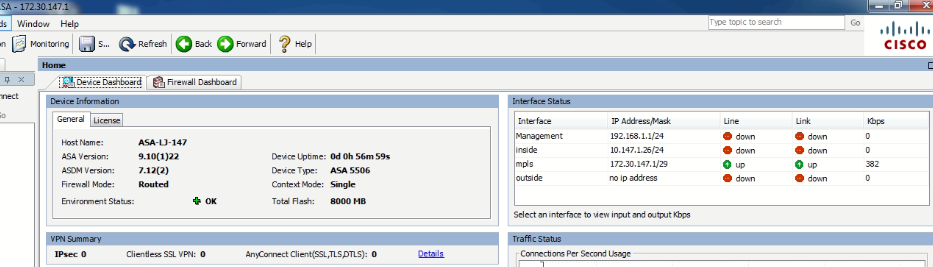 ASA - 172.30.147.1
ds Window Help
Type topic to search Go
CISCO
Monitoring S... Refresh Back Forward Help
Home
Device Dashboard Firewall Dashboard
Device Information
General License
Host Name: ASA-LJ-147
ASA Version: 9.10(1)22 Device Uptime: 0d 0h 56m 59s
ASDM Version: 7.12(2) Device Type: ASA 5506
Firewall Mode: Routed Context Mode: Single
Environment Status: OK Total Flash: 8000 MB
Interface Status
Interface IP Address/Mask Line Link Kbps
Management 192.168.1.1/24 down down 0
inside 10.147.1.26/24 down down 0
mpls 172.30.147.1/29 up up 382
outside no ip address down down 0
Select an interface to view input and output Kbps
VPN Summary
IPsec 0 Clientless SSL VPN: 0 AnyConnect Client(SSL,TLS,DTLS): 0 Details
Traffic Status
Connections Per Second Usage